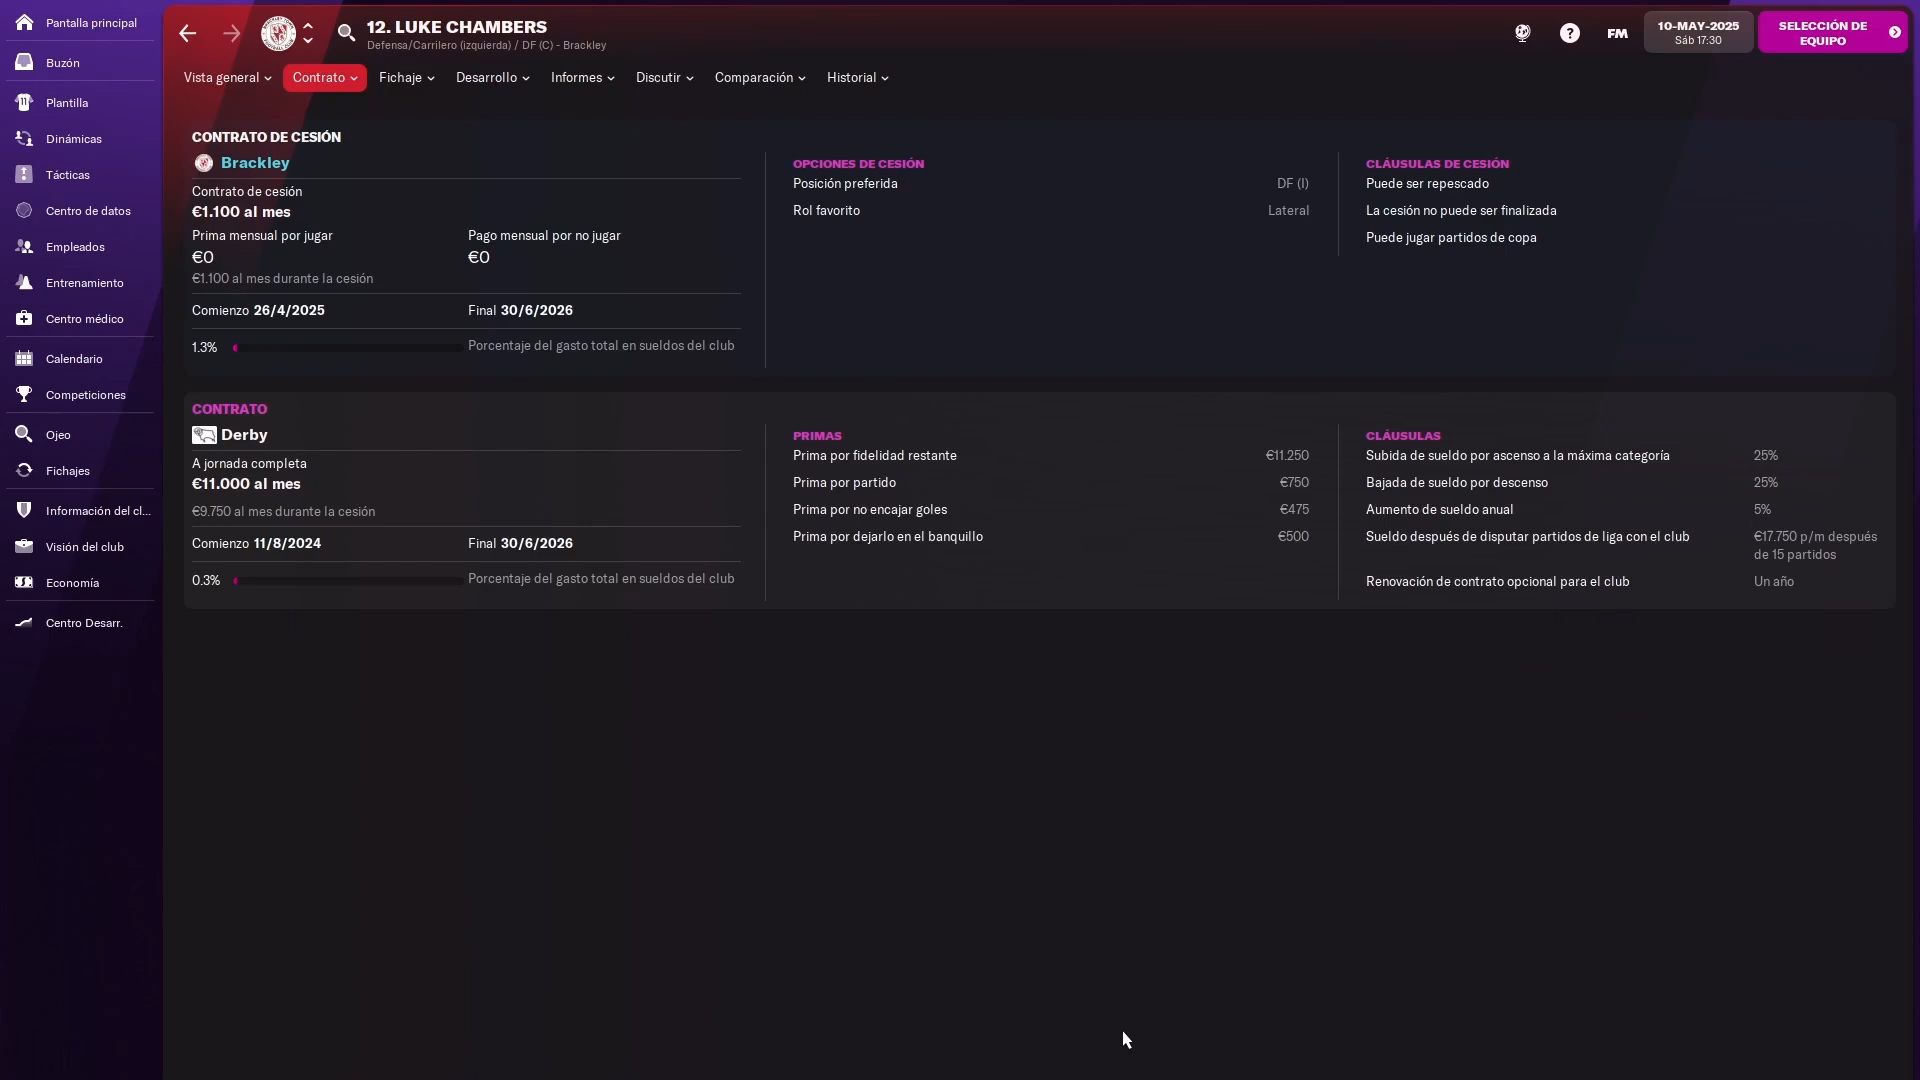 Pantalla principal
Buzón
Plantilla
Dinámicas
Tácticas
Centro de datos
Empleados
Entrenamiento
Centro médico
Calendario
Competiciones
Ojeo
Fichajes
Información del cl...
Visión del club
Economía
Centro Desarr.
12. LUKE CHAMBERS
Defensa/Carrilero (izquierda) / DF (C) - Brackley
FM
10-MAY-2025
Sáb 17:30
SELECCIÓN DE
EQUIPO
Vista general Contrato Fichaje Desarrollo Informes Discutir Comparación Historial
CONTRATO DE CESIÓN
Brackley
Contrato de cesión
€1.100 al mes
Prima mensual por jugar Pago mensual por no jugar
€0 €0
€1.100 al mes durante la cesión
Comienzo 26/4/2025 Final 30/6/2026
1.3% Porcentaje del gasto total en sueldos del club
OPCIONES DE CESIÓN
Posición preferida DF (I)
Rol favorito Lateral
CLÁUSULAS DE CESIÓN
Puede ser repescado
La cesión no puede ser finalizada
Puede jugar partidos de copa
CONTRATO
Derby
A jornada completa
€11.000 al mes
€9.750 al mes durante la cesión
Comienzo 11/8/2024 Final 30/6/2026
0.3% Porcentaje del gasto total en sueldos del club
PRIMAS
Prima por fidelidad restante €11.250
Prima por partido €750
Prima por no encajar goles €475
Prima por dejarlo en el banquillo €500
CLÁUSULAS
Subida de sueldo por ascenso a la máxima categoría 25%
Bajada de sueldo por descenso 25%
Aumento de sueldo anual 5%
Sueldo después de disputar partidos de liga con el club €17.750 p/m después
de 15 partidos
Renovación de contrato opcional para el club Un año